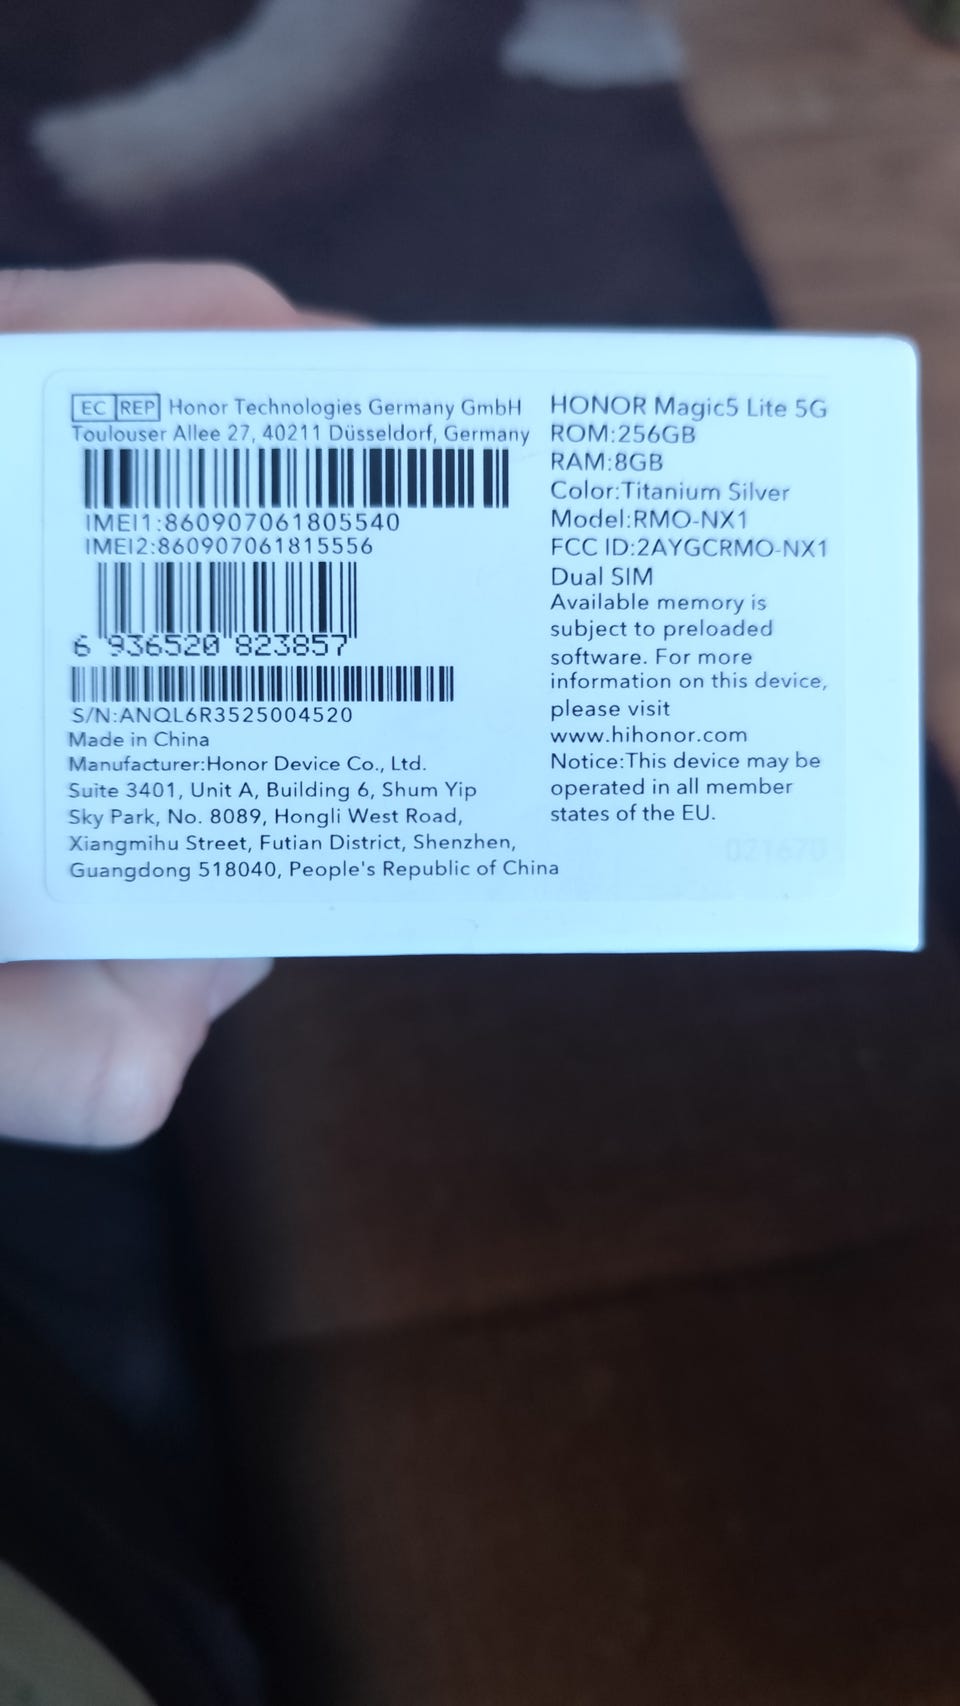 EC REP Honor Technologies Germany GmbH
Toulouser Allee 27, 40211 Düsseldorf, Germany
IMEI1:860907061805540
IMEI2:860907061815556
6 936520 823857
S/N:ANQL6R3525004520
Made in China
Manufacturer:Honor Device Co., Ltd.
Suite 3401, Unit A, Building 6, Shum Yip
Sky Park, No. 8089, Hongli West Road,
Xiangmihu Street, Futian District, Shenzhen,
Guangdong 518040, People's Republic of China
HONOR Magic5 Lite 5G
ROM:256GB
RAM:8GB
Color:Titanium Silver
Model:RMO-NX1
FCC ID:2AYGCRMO-NX1
Dual SIM
Available memory is
subject to preloaded
software. For more
information on this device,
please visit
www.hihonor.com
Notice:This device may be
operated in all member
states of the EU.